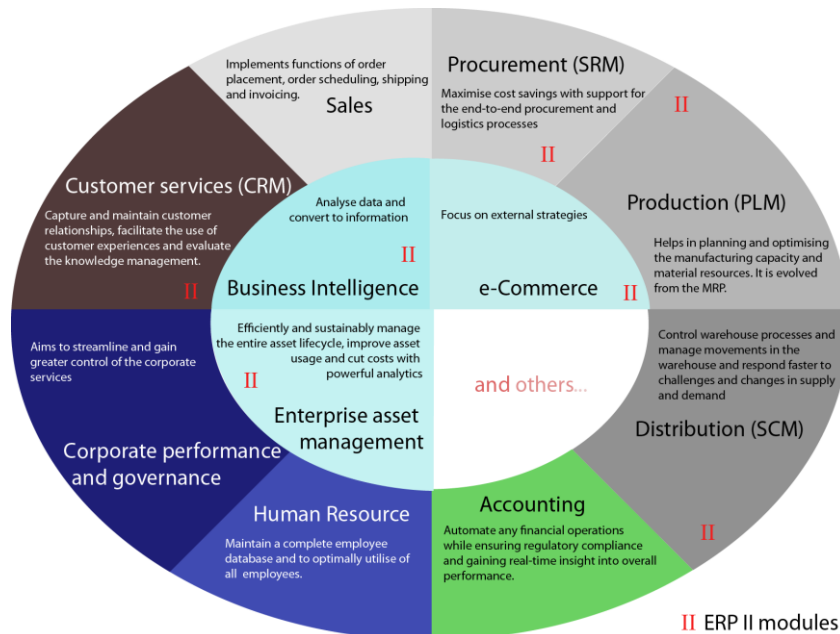 Implements functions of order
placement, order scheduling, shipping
and invoicing.
Sales
Procurement (SRM)
Maximise cost savings with support for
the end-to-end procurement and
logistics processes
II
II
Customer services (CRM)
Capture and maintain customer
relationships, facilitate the use of
customer experiences and evaluate
the knowledge management.
II
Analyse data and
convert to information
II
Business Intelligence
Focus on external strategies
e-Commerce
II
Production (PLM)
Helps in planning and optimising
the manufacturing capacity and
material resources. It is evolved
from the MRP.
Aims to streamline and gain
greater control of the corporate
services
Corporate performance
and governance
Efficiently and sustainably manage
the entire asset lifecycle, improve asset
usage and cut costs with
powerful analytics
II
Enterprise asset
management
and others...
Control warehouse processes and
manage movements in the
warehouse and respond faster to
challenges and changes in supply
and demand
Distribution (SCM)
II
Human Resource
Maintain a complete employee
database and to optimally utilise of
all employees.
Accounting
Automate any financial operations
while ensuring regulatory compliance
and gaining real-time insight into overall
performance.
II ERP II modules